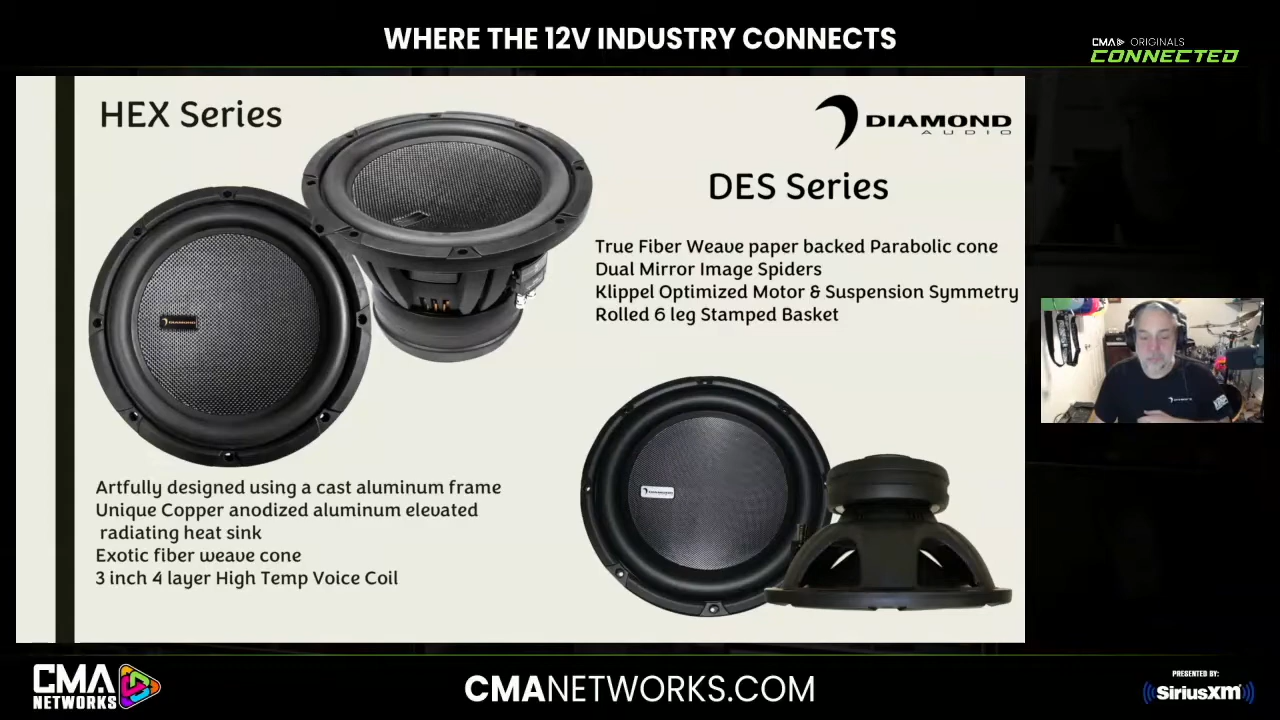 WHERE THE 12V INDUSTRY CONNECTS
CMA ORIGINALS
CONNECTED
HEX Series
DIAMOND
AUDIO
DES Series
True Fiber Weave paper backed Parabolic cone
Dual Mirror Image Spiders
Klippel Optimized Motor & Suspension Symmetry
Rolled 6 leg Stamped Basket
DIAMOND
DIAMOND
Artfully designed using a cast aluminum frame
Unique Copper anodized aluminum elevated
radiating heat sink
Exotic fiber weave cone
3 inch 4 layer High Temp Voice Coil
CMA
NETWORKS
CMANETWORKS.COM
PRESENTED BY:
SiriusXM